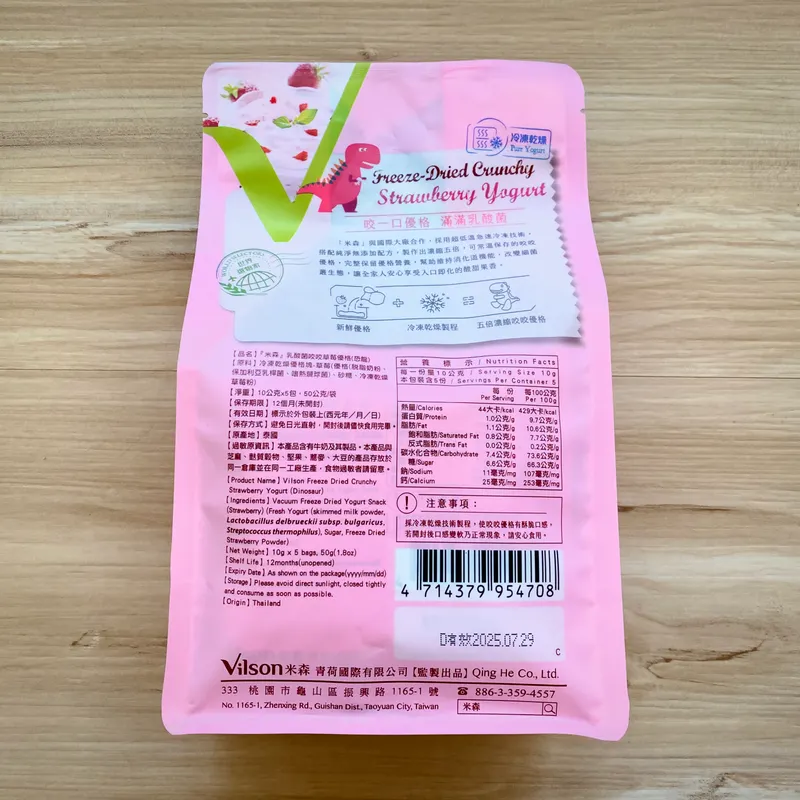 冷凍乾燥
Pure Yogurt
Freeze-Dried Crunchy
Strawberry Yogurt
咬一口優格 滿滿乳酸菌
「米森」與國際大廠合作，採用超低溫急速冷凍技術，
搭配純淨無添加配方，製作出濃縮五倍，可常溫保存的咬咬
優格，完整保留優格營養，幫助維持消化道機能，改變細菌
叢生態，讓全家人安心享受入口即化的酸甜果香。
世界
嚴潮素
新鮮優格
+
冷凍乾燥製程
=
五倍濃縮咬咬優格
【品名】『米森』乳酸菌咬咬草莓優格(恐龍)
【原料】冷凍乾燥優格塊-草莓(優格(脫脂奶粉、
保加利亞乳桿菌、嗜熱鏈球菌)、砂糖、冷凍乾燥
草莓粉)
【淨重】10公克x5包，50公克/袋
【保存期限】12個月(未開封)
【有效日期】標示於外包裝上(西元年／月／日)
【保存方式】避免日光直射，開封後請儘快食用完畢。
【原產地】泰國
【過敏原資訊】本產品含有牛奶及其製品。本產品與
芝麻、麩質穀物、堅果、蕎麥、大豆的產品存放於
同一倉庫並在同一工廠生產，食物過敏者請留意。
[Product Name] Vilson Freeze Dried Crunchy
Strawberry Yogurt (Dinosaur)
[Ingredients] Vacuum Freeze Dried Yogurt Snack
(Strawberry) (Fresh Yogurt (skimmed milk powder,
Lactobacillus delbrueckii subsp. bulgaricus,
Streptococcus thermophilus), Sugar, Freeze Dried
Strawberry Powder)
[Net Weight] 10g x 5 bags, 50g(1.8oz)
[Shelf Life] 12months(unopened)
[Expiry Date] As shown on the package(yyyy/mm/dd)
[Storage] Please avoid direct sunlight, closed tightly
and consume as soon as possible.
[Origin] Thailand
營養標示 / Nutrition Facts
每一份量10公克/ Serving Size 10g
本包裝含5份/ Servings Per Container 5
每份 每100公克
Per Serving Per 100g
熱量/Calories 44大卡/kcal 429大卡/kcal
蛋白質/Protein 1.0公克/g 9.7公克/g
脂肪/Fat 1.1公克/g 10.6公克/g
飽和脂肪/Saturated Fat 0.8公克/g 7.7公克/g
反式脂肪/Trans Fat 0.0公克/g 0.2公克/g
碳水化合物/Carbohydrate 7.4公克/g 73.6公克/g
糖/Sugar 6.6公克/g 66.3公克/g
鈉/Sodium 11毫克/mg 107毫克/mg
鈣/Calcium 25毫克/mg 253毫克/mg
注意事項：
採冷凍乾燥技術製程，使咬咬優格有酥脆口感，
若開封後口感變軟乃正常現象，請安心食用。
4 714379 954708
D有效2025.07.29
C
Vilson 米森 青荷國際有限公司【監製出品】Qing He Co., Ltd.
333 桃園市龜山區振興路 1165-1 號 ☎ 886-3-359-4557
No. 1165-1, Zhenxing Rd., Guishan Dist., Taoyuan City, Taiwan
米森